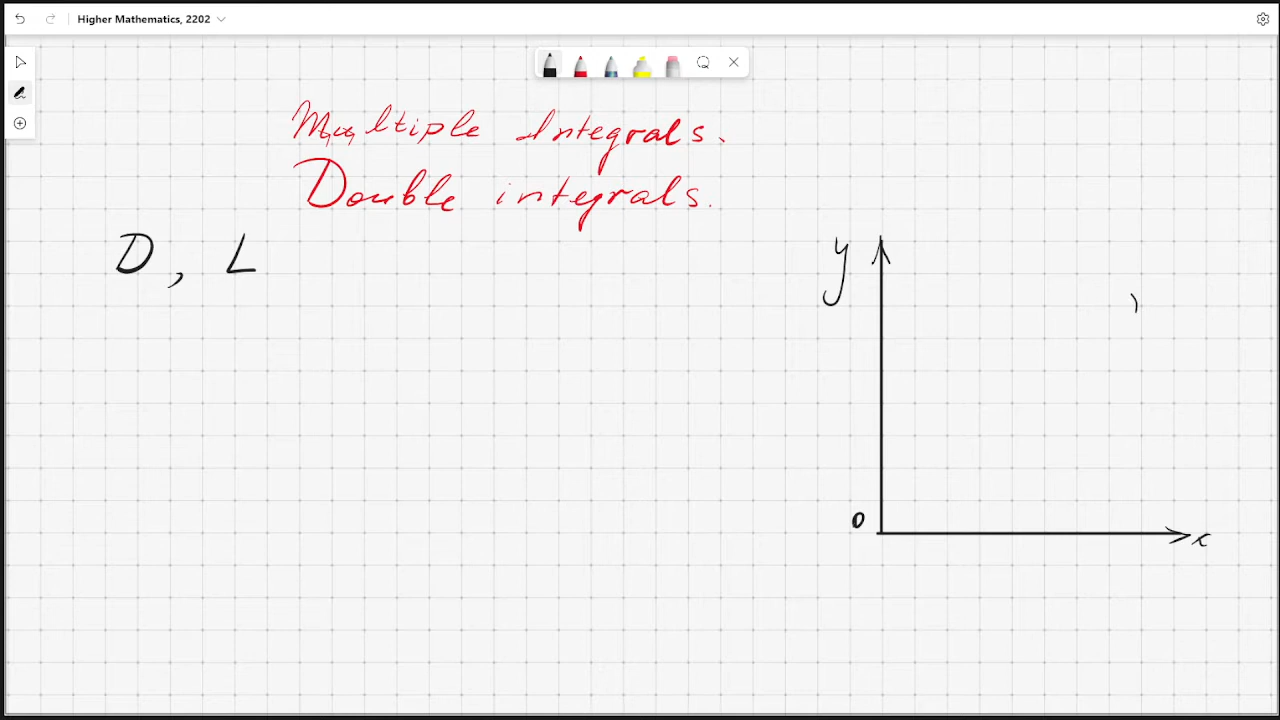 Higher Mathematics, 2202
Multiple Integrals.
Double integrals.
D, L
y
0
x